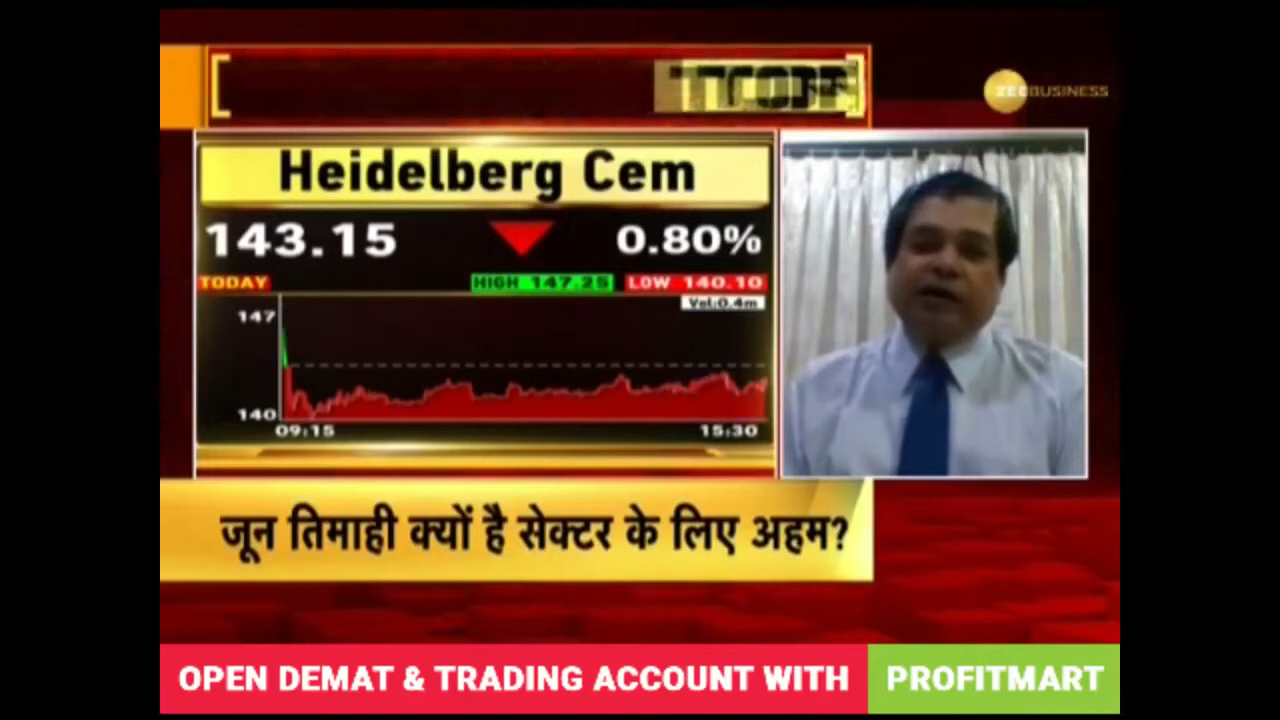 ZEEBUSINESS
Heidelberg Cem
143.15 0.80%
TODAY HIGH 147.25 LOW 140.10
Vol:0.4m
147
140
09:15 15:30
जून तिमाही क्यों है सेक्टर के लिए अहम?
OPEN DEMAT & TRADING ACCOUNT WITH PROFITMART